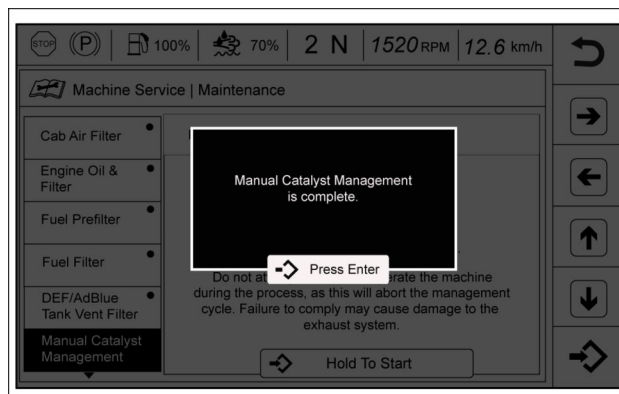 STOP (P) 100% 70% 2 N 1520 RPM 12.6 km/h
Machine Service | Maintenance
Cab Air Filter
Engine Oil &
Filter
Fuel Prefilter
Fuel Filter
DEF/AdBlue
Tank Vent Filter
Manual Catalyst
Management
Manual Catalyst Management
is complete.
Press Enter
Do not at erate the machine
during the process, as this will abort the management
cycle. Failure to comply may cause damage to the
exhaust system.
Hold To Start